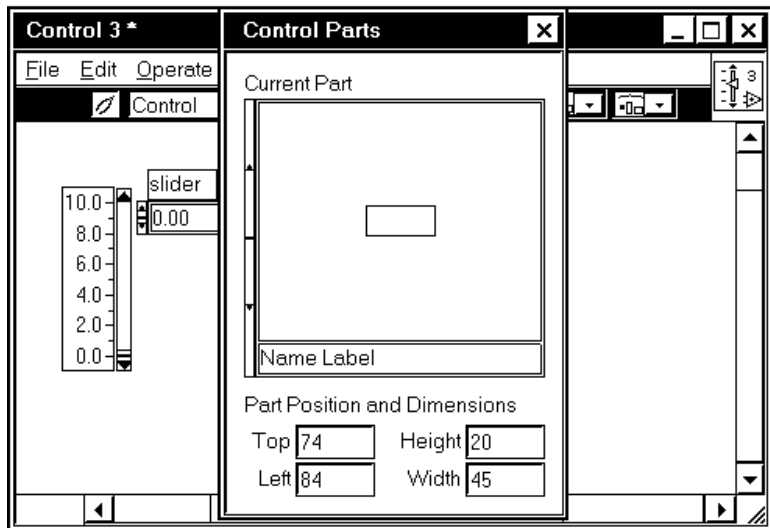 Control 3 *
Control Parts
File Edit Operate
3
Control
Current Part
slider
0.00
10.0
8.0
6.0
4.0
2.0
0.0
Name Label
Part Position and Dimensions
Top 74 Height 20
Left 84 Width 45